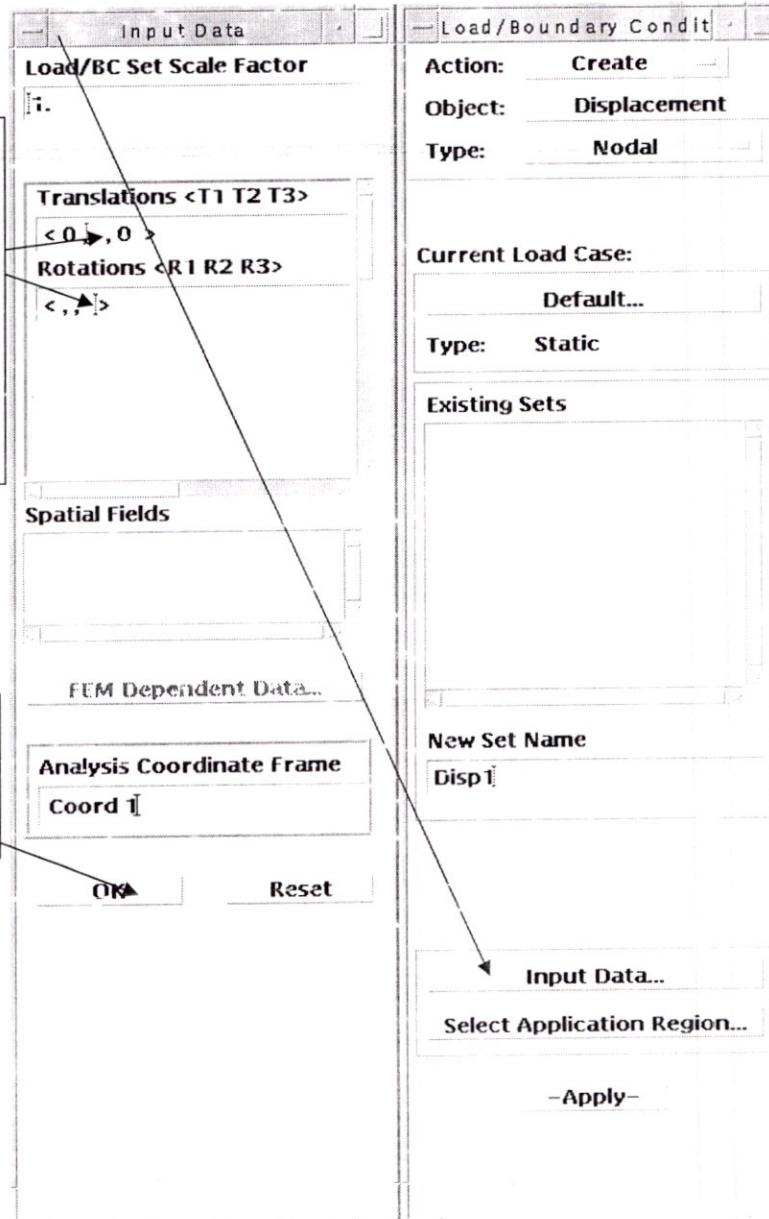 Input Data
Load/BC Set Scale Factor
1.
Translations <T1 T2 T3>
< 0, ,0 >
Rotations <R1 R2 R3>
< , , >
Spatial Fields
FEM Dependent Data...
Analysis Coordinate Frame
Coord 1
OK
Reset
Load/Boundary Condit
Action: Create
Object: Displacement
Type: Nodal
Current Load Case:
Default...
Type: Static
Existing Sets
New Set Name
Disp1
Input Data...
Select Application Region...
-Apply-